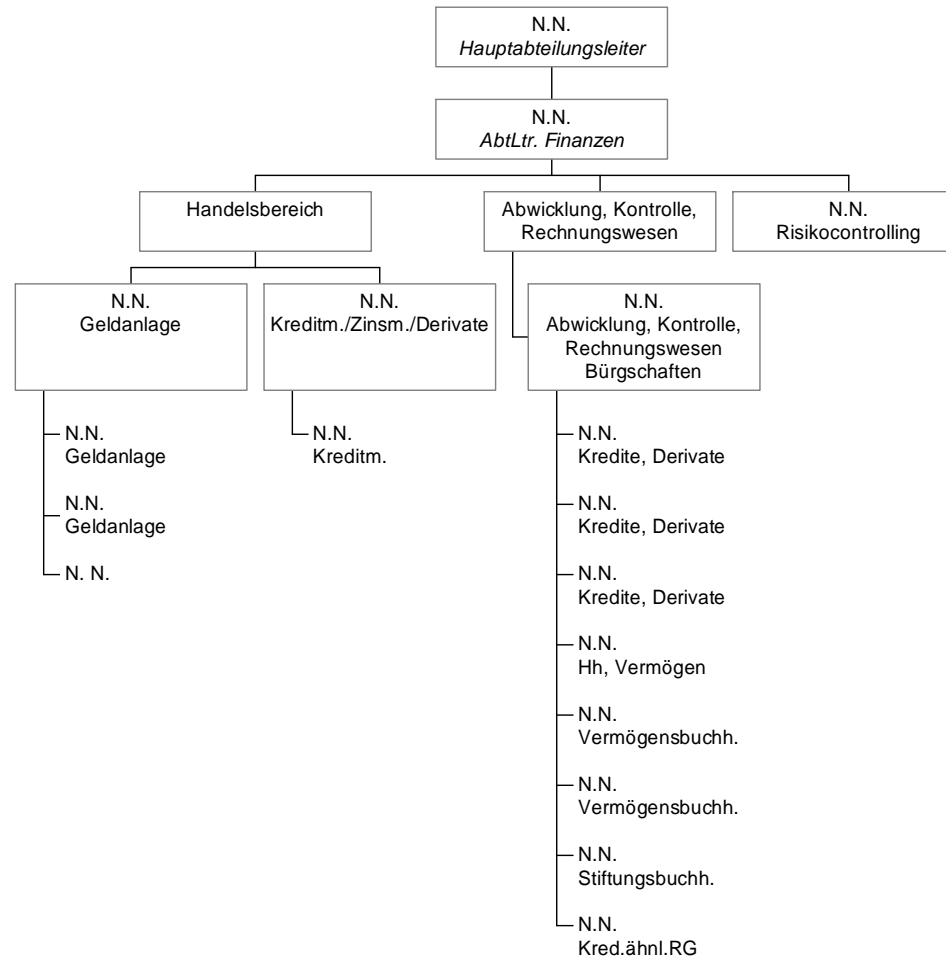 N.N.
Hauptabteilungsleiter
N.N.
AbtLtr. Finanzen
Handelsbereich
Abwicklung, Kontrolle,
Rechnungswesen
N.N.
Risikocontrolling
N.N.
Geldanlage
N.N.
Kreditm./Zinsm./Derivate
N.N.
Abwicklung, Kontrolle,
Rechnungswesen
Bürgschaften
N.N.
Geldanlage
N.N.
Geldanlage
N. N.
N.N.
Kreditm.
N.N.
Kredite, Derivate
N.N.
Kredite, Derivate
N.N.
Kredite, Derivate
N.N.
Hh, Vermögen
N.N.
Vermögensbuchh.
N.N.
Vermögensbuchh.
N.N.
Stiftungsbuchh.
N.N.
Kred.ähnl.RG